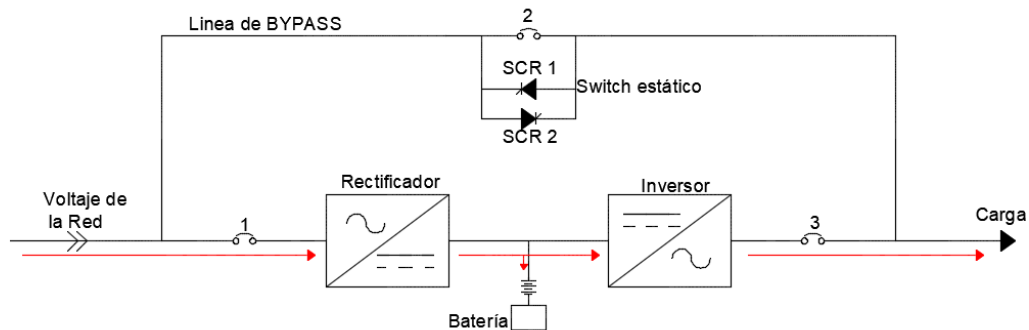 Linea de BYPASS
2
SCR 1
Switch estático
SCR 2
Voltaje de
la Red
1
Rectificador
Inversor
3
Carga
Batería